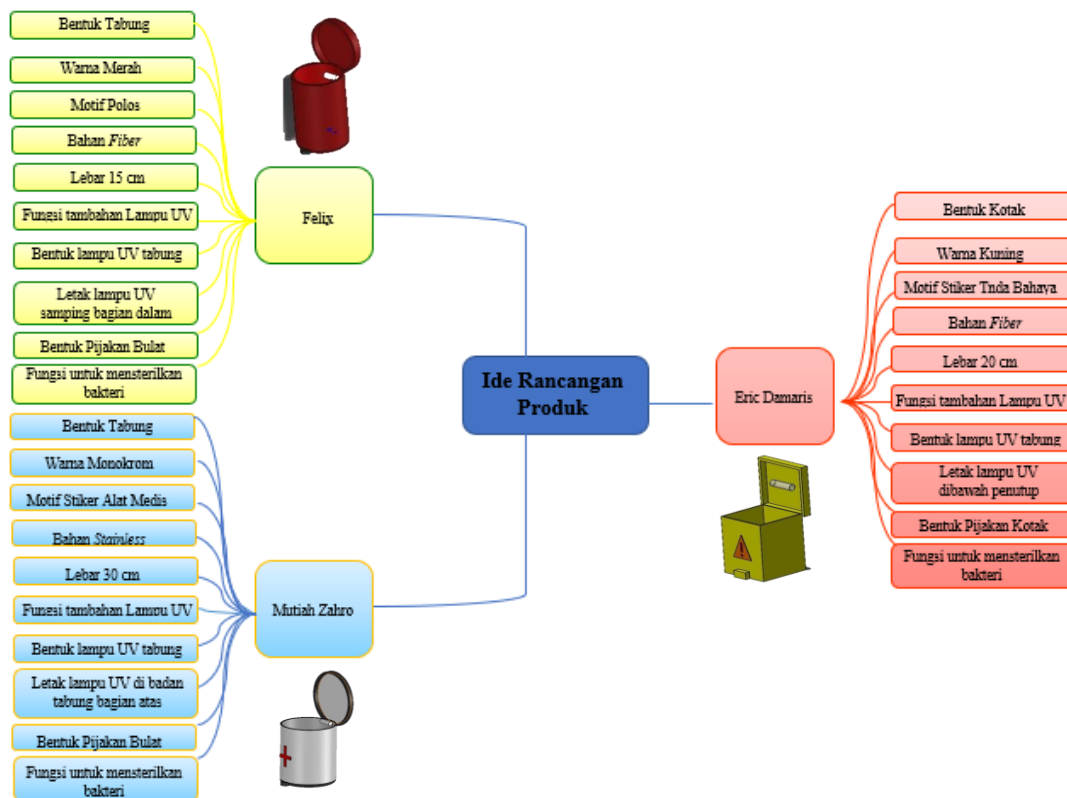 Bentuk Tabung
Warna Merah
Motif Polos
Bahan Fiber
Lebar 15 cm
Fungsi tambahan Lampu UV
Bentuk lampu UV tabung
Letak lampu UV
samping bagian dalam
Bentuk Pijakan Bulat
Fungsi untuk mensterilkan
bakteri
Felix
Bentuk Tabung
Warna Monokrom
Motif Stiker Alat Medis
Bahan Stainless
Lebar 30 cm
Fungsi tambahan Lampu UV
Bentuk lampu UV tabung
Letak lampu UV di badan
tabung bagian atas
Bentuk Pijakan Bulat
Fungsi untuk mensterilkan
bakteri
Mutiah Zahro
Ide Rancangan
Produk
Eric Damaris
Bentuk Kotak
Warna Kuning
Motif Stiker Tnda Bahaya
Bahan Fiber
Lebar 20 cm
Fungsi tambahan Lampu UV
Bentuk lampu UV tabung
Letak lampu UV
dibawah penutup
Bentuk Pijakan Kotak
Fungsi untuk mensterilkan
bakteri